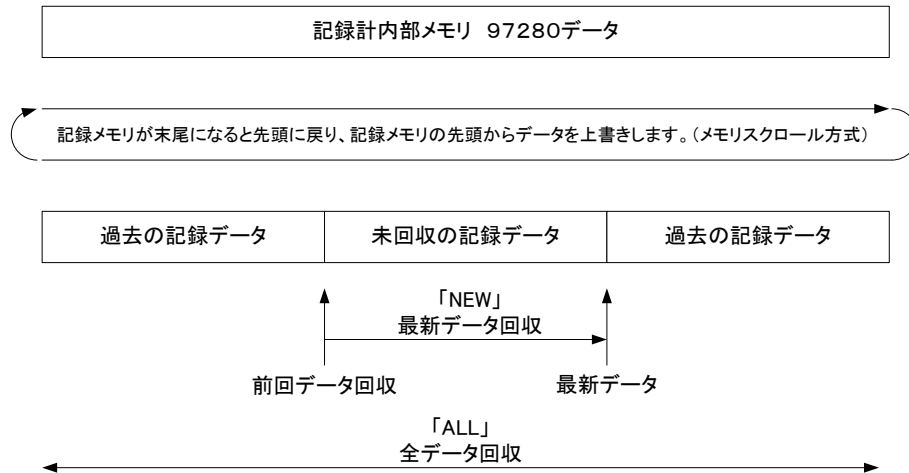 記録計内部メモリ 97280データ
記録メモリが末尾になると先頭に戻り、記録メモリの先頭からデータを上書きします。(メモリスクロール方式)
過去の記録データ 未回収の記録データ 過去の記録データ
「NEW」
最新データ回収
前回データ回収 最新データ
「ALL」
全データ回収